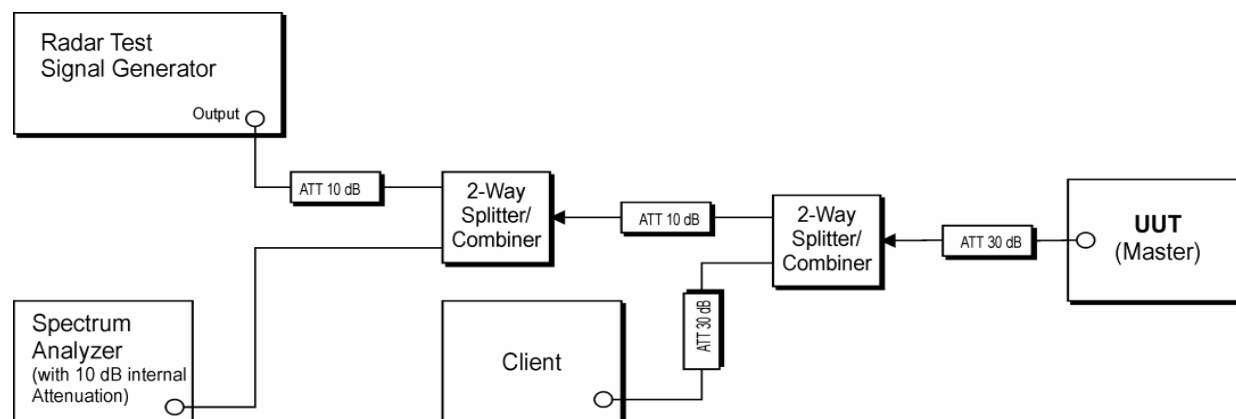 Radar Test
Signal Generator
Output
ATT 10 dB
2-Way
Splitter/
Combiner
ATT 10 dB
2-Way
Splitter/
Combiner
ATT 30 dB
UUT
(Master)
Spectrum
Analyzer
(with 10 dB internal
Attenuation)
Client
ATT 30 dB